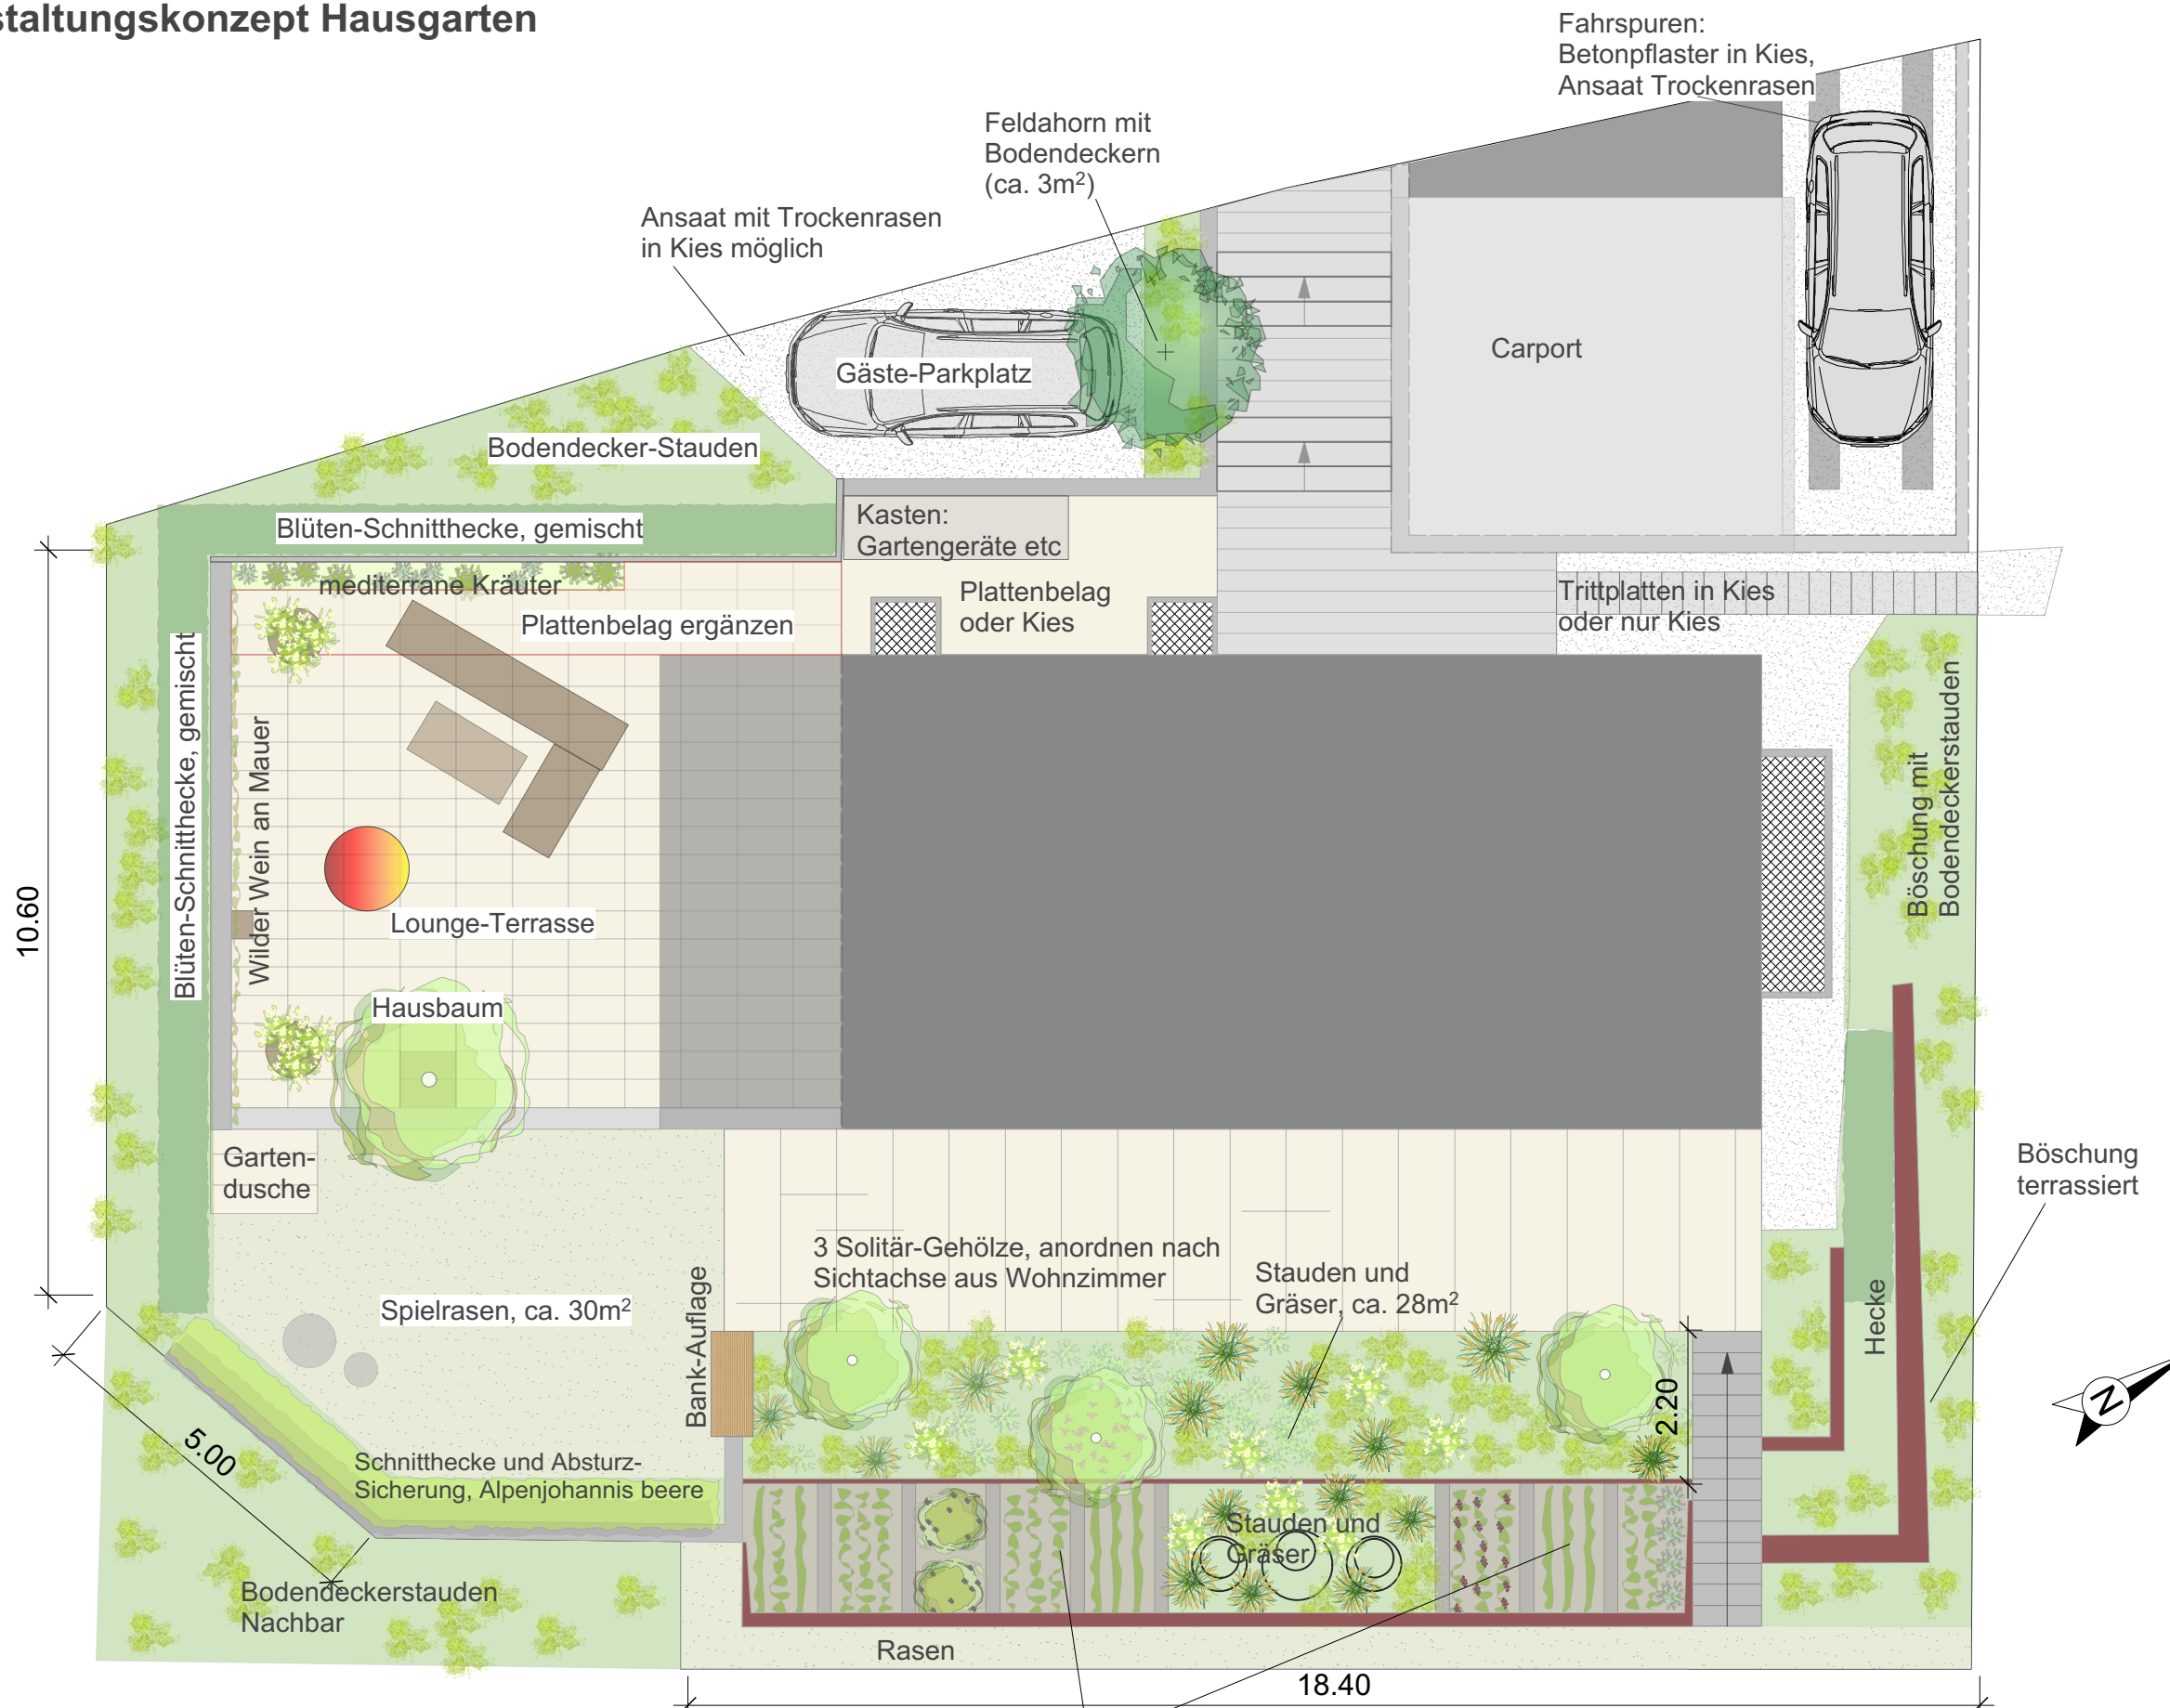 staltungskonzept Hausgarten
Fahrspuren:
Betonpflaster in Kies,
Ansaat Trockenrasen
Feldahorn mit
Bodendeckern
(ca. 3m²)
Ansaat mit Trockenrasen
in Kies möglich
Gäste-Parkplatz
Carport
Bodendecker-Stauden
Blüten-Schnitthecke, gemischt
Kasten:
Gartengeräte etc
mediterrane Kräuter
Plattenbelag ergänzen
Plattenbelag
oder Kies
Trittplatten in Kies
oder nur Kies
Blüten-Schnitthecke, gemischt
Wilder Wein an Mauer
Böschung mit
Bodendeckerstauden
10.60
Lounge-Terrasse
Hausbaum
Garten-
dusche
Böschung
terrassiert
3 Solitär-Gehölze, anordnen nach
Sichtachse aus Wohnzimmer
Stauden und
Gräser, ca. 28m²
Spielrasen, ca. 30m²
Bank-Auflage
Hecke
2.20
N
5.00
Schnitthecke und Absturz-
Sicherung, Alpenjohannis beere
Stauden und
Gräser
Bodendeckerstauden
Nachbar
Rasen
18.40